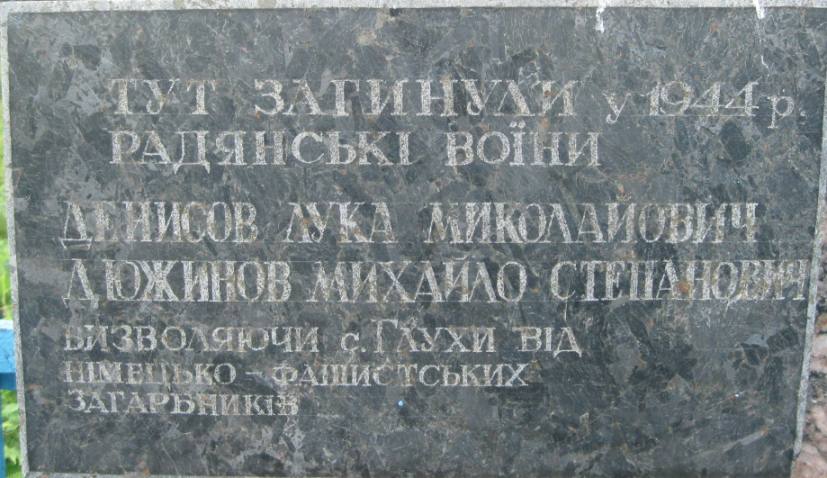 ТУТ ЗАГИНУЛИ у 1944 р.
РАДЯНСЬКІ ВОЇНИ
ДЕНИСОВ ЛУКА МИКОЛАЙОВИЧ
ДЮЖИНОВ МИХАЙЛО СТЕПАНОВИЧ
ВИЗВОЛЯЮЧИ с. ГЛУХИ ВІД
НІМЕЦЬКО - ФАШИСТСЬКИХ
ЗАГАРБНИКІВ